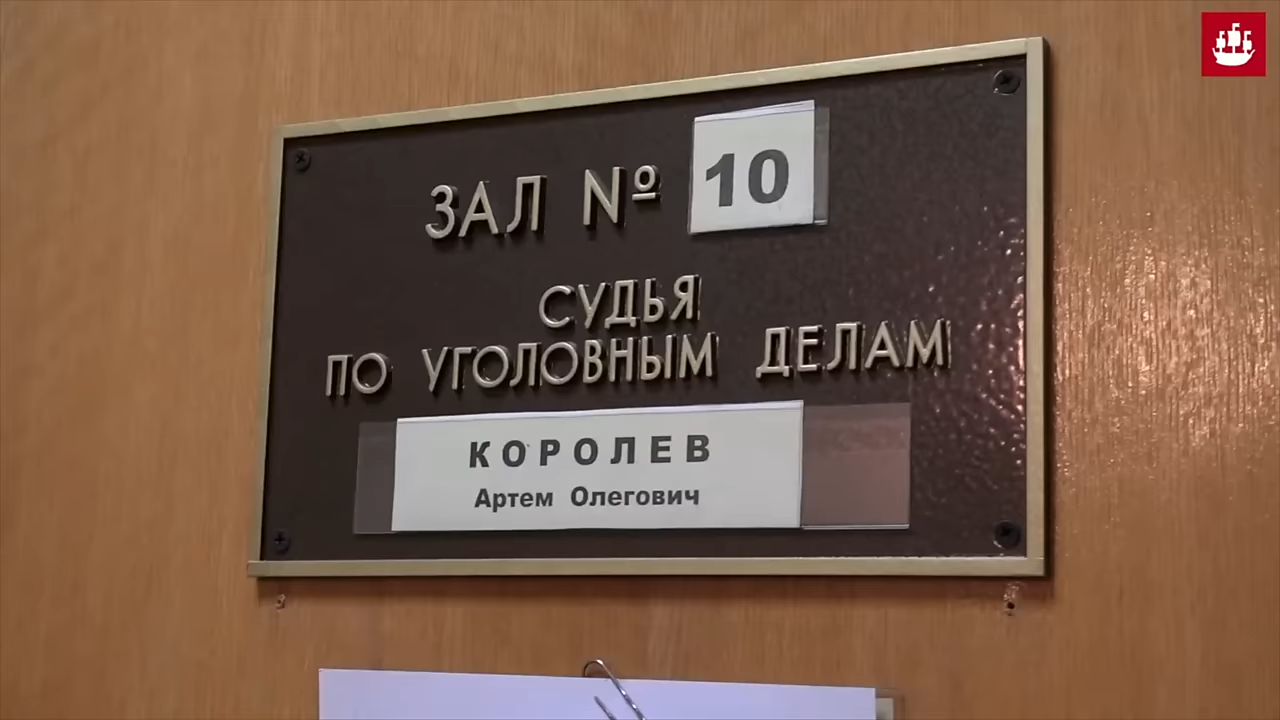 ЗАЛ № 10
СУДЬЯ
ПО УГОЛОВНЫМ ДЕЛАМ
КОРОЛЕВ
Артем Олегович